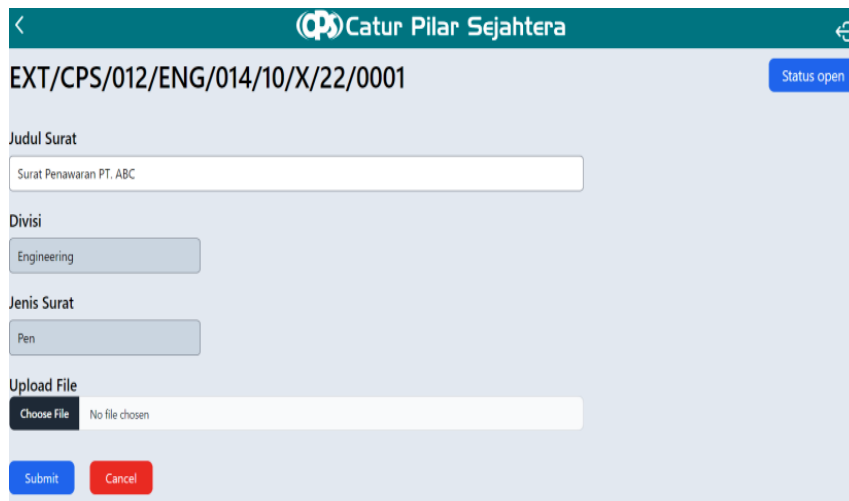 CPS Catur Pilar Sejahtera
EXT/CPS/012/ENG/014/10/X/22/0001
Status open
Judul Surat
Surat Penawaran PT. ABC
Divisi
Engineering
Jenis Surat
Pen
Upload File
Choose File No file chosen
Submit Cancel